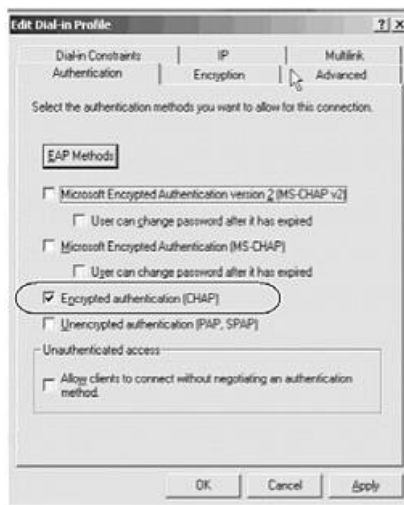 Edit Dial-in Profile
Dial-in Constraints IP Multilink
Authentication Encryption Advanced
Select the authentication methods you want to allow for this connection.
EAP Methods
Microsoft Encrypted Authentication version 2 (MS-CHAP v2)
User can change password after it has expired
Microsoft Encrypted Authentication (MS-CHAP)
User can change password after it has expired
Encrypted authentication (CHAP)
Unencrypted authentication (PAP, SPAP)
Unauthenticated access
Allow clients to connect without negotiating an authentication
method.
OK Cancel Apply